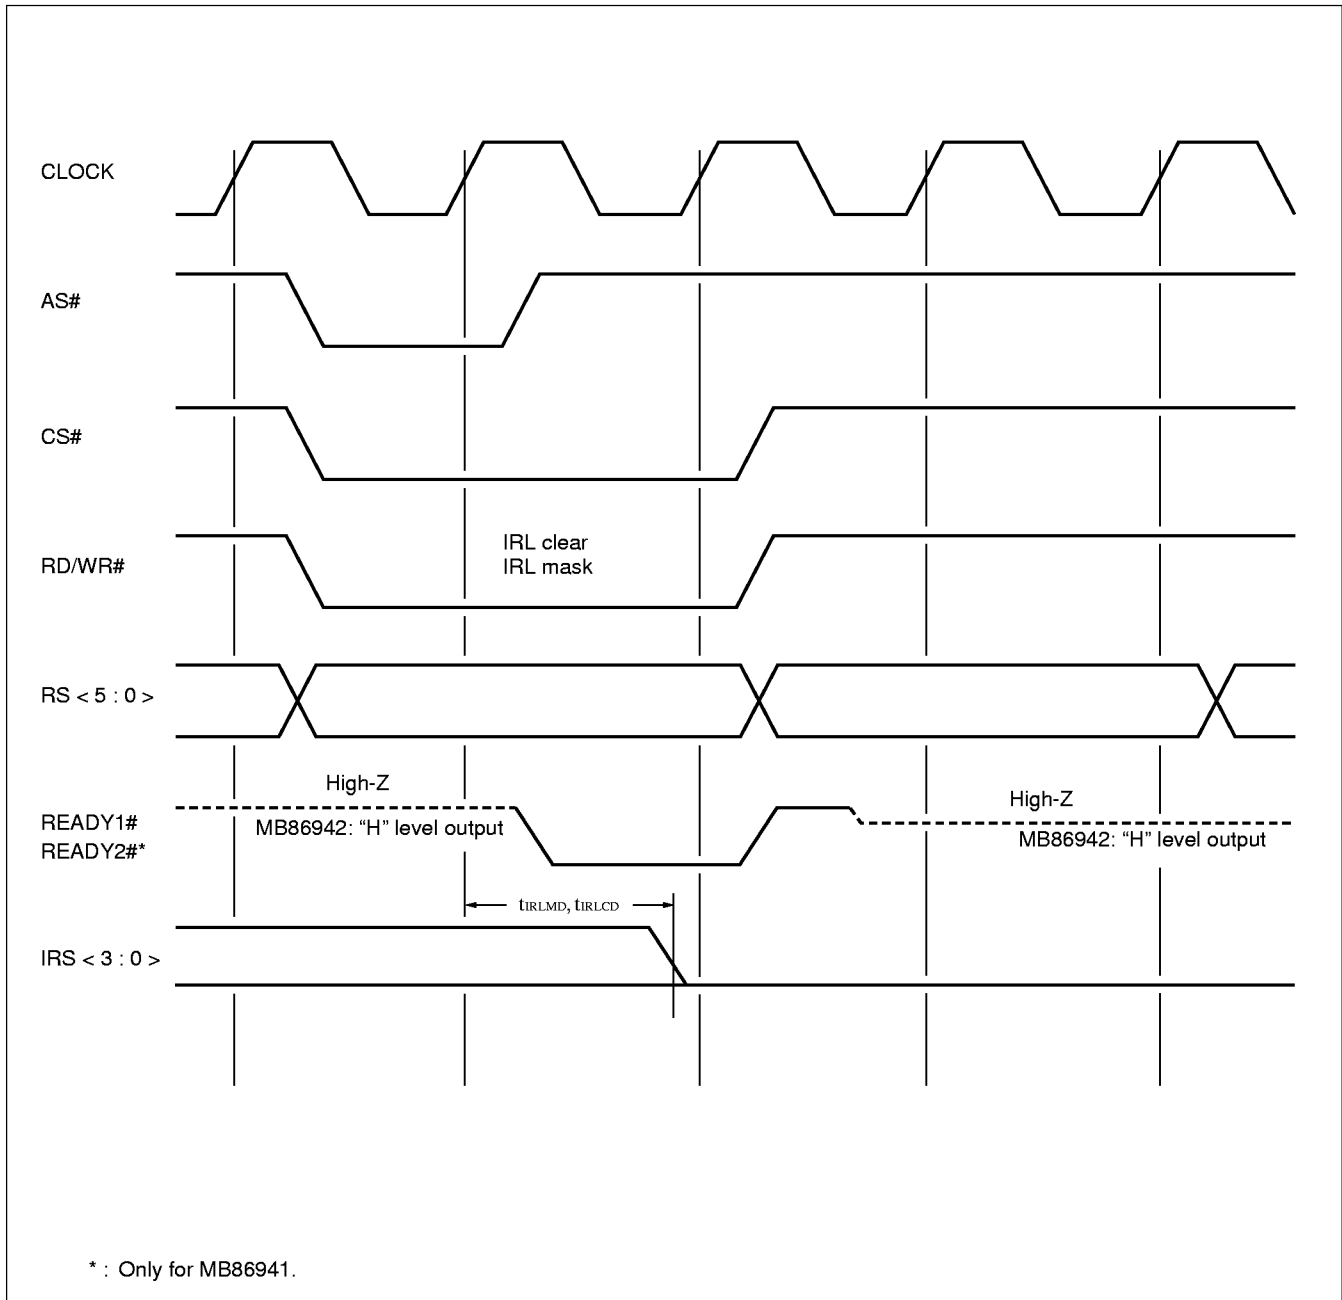 CLOCK
AS#
CS#
RD/WR#
IRL clear
IRL mask
RS < 5 : 0 >
High-Z
READY1#
READY2#*
MB86942: “H” level output
High-Z
MB86942: “H” level output
tIRLMD, tIRLCD
IRS < 3 : 0 >
* : Only for MB86941.